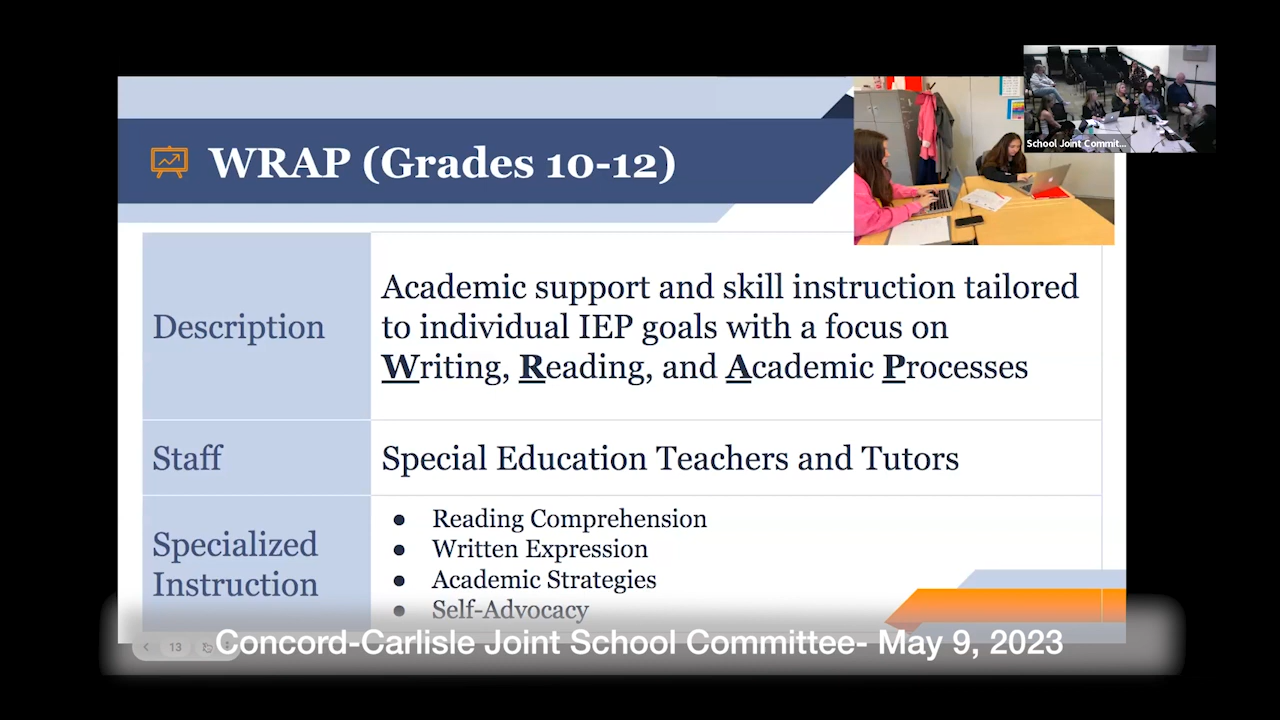 WRAP (Grades 10-12)
School Joint Commit...
Description
Academic support and skill instruction tailored
to individual IEP goals with a focus on
Writing, Reading, and Academic Processes
Staff
Special Education Teachers and Tutors
Specialized
Instruction
● Reading Comprehension
● Written Expression
● Academic Strategies
● Self-Advocacy
13
Concord-Carlisle Joint School Committee- May 9, 2023